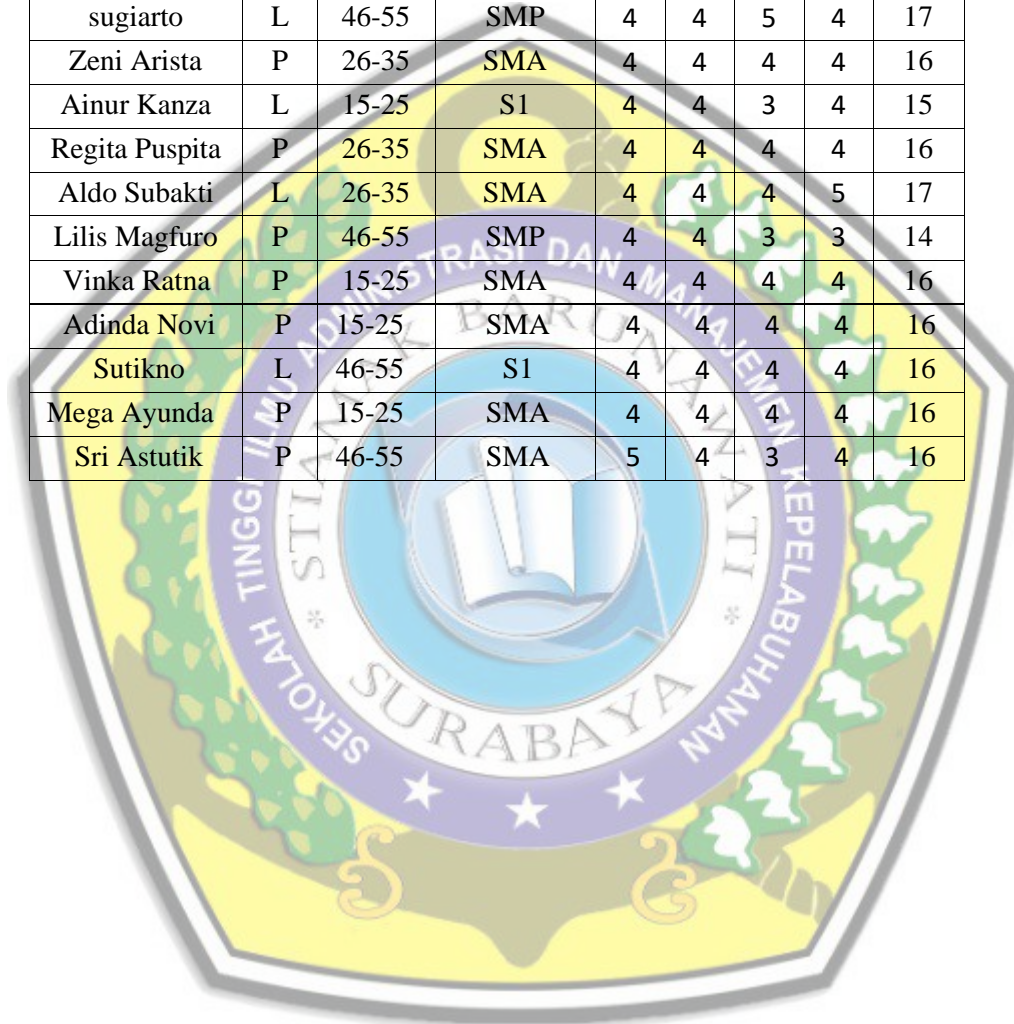 sugiarto L 46-55 SMP 4 4 5 4 17
Zeni Arista P 26-35 SMA 4 4 4 4 16
Ainur Kanza L 15-25 S1 4 4 3 4 15
Regita Puspita P 26-35 SMA 4 4 4 4 16
Aldo Subakti L 26-35 SMA 4 4 4 5 17
Lilis Magfuro P 46-55 SMP 4 4 3 3 14
Vinka Ratna P 15-25 SMA 4 4 4 4 16
Adinda Novi P 15-25 SMA 4 4 4 4 16
Sutikno L 46-55 S1 4 4 4 4 16
Mega Ayunda P 15-25 SMA 4 4 4 4 16
Sri Astutik P 46-55 SMA 5 4 3 4 16
SEKOLAH TINGGI ILMU ADMINISTRASI DAN MANAJEMEN KEPELABUHANAN
STIAMAK BARUNAWATI
* SURABAYA *